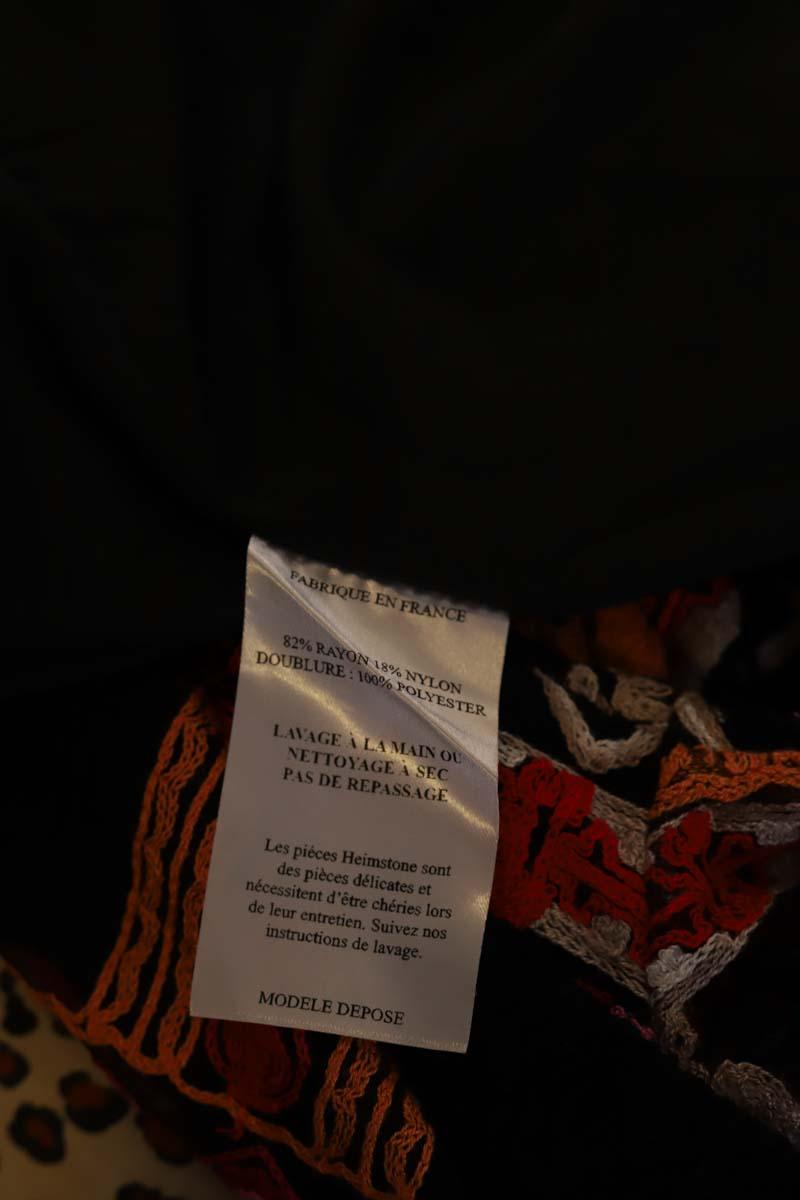 FABRIQUE EN FRANCE
82% RAYON 18% NYLON
DOUBLURE : 100% POLYESTER
LAVAGE À LA MAIN OU
NETTOYAGE À SEC
PAS DE REPASSAGE
Les piéces Heimstone sont
des pièces délicates et
nécessitent d'être chéries lors
de leur entretien. Suivez nos
instructions de lavage.
MODELE DEPOSE